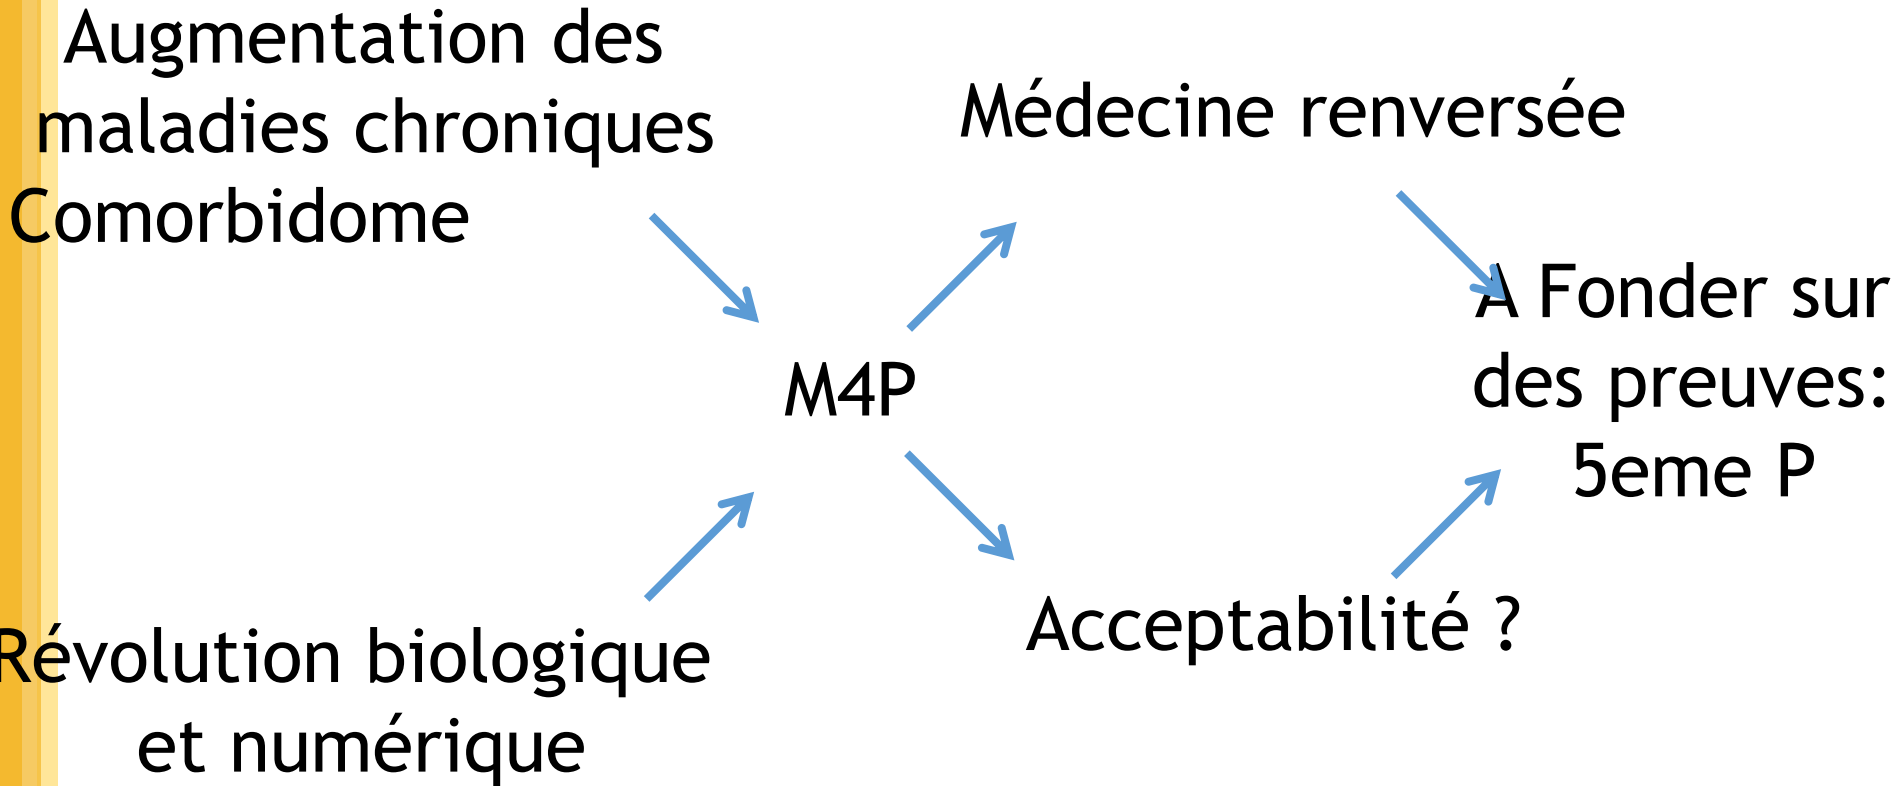 Augmentation des
maladies chroniques
Comorbidome
Médecine renversée
A Fonder sur
des preuves:
5eme P
M4P
Acceptabilité ?
Révolution biologique
et numérique